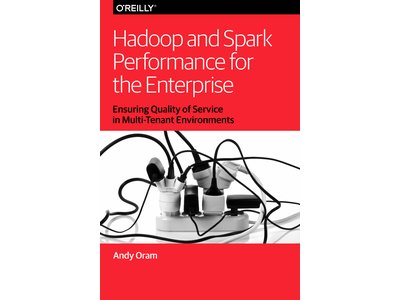 O'REILLY®
Hadoop and Spark
Performance for
the Enterprise
Ensuring Quality of Service
in Multi-Tenant Environments
Andy Oram